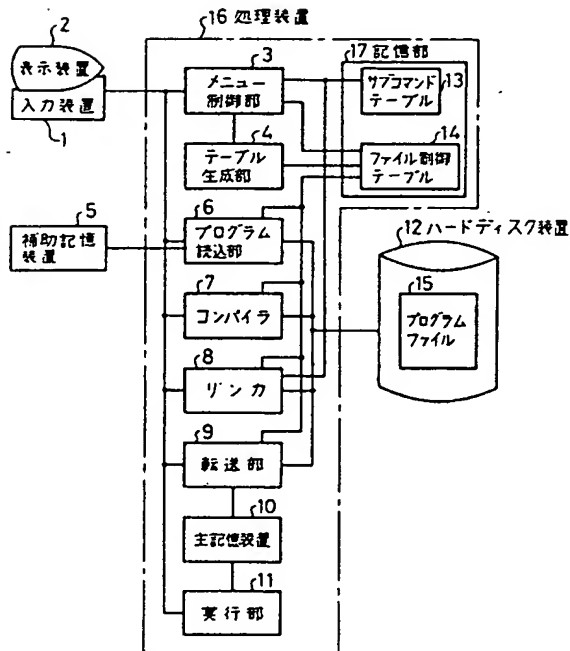 16 処理装置
2
表示装置
入力装置
1
3
メニュー
制御部
4
テーブル
生成部
17 記憶部
サブコマンド
テーブル
13
14
ファイル制御
テーブル
5
補助記憶
装置
6
プログラム
読込部
7
コンパイラ
8
リンカ
9
転送部
10
主記憶装置
11
実行部
12 ハードディスク装置
15
プログラム
ファイル